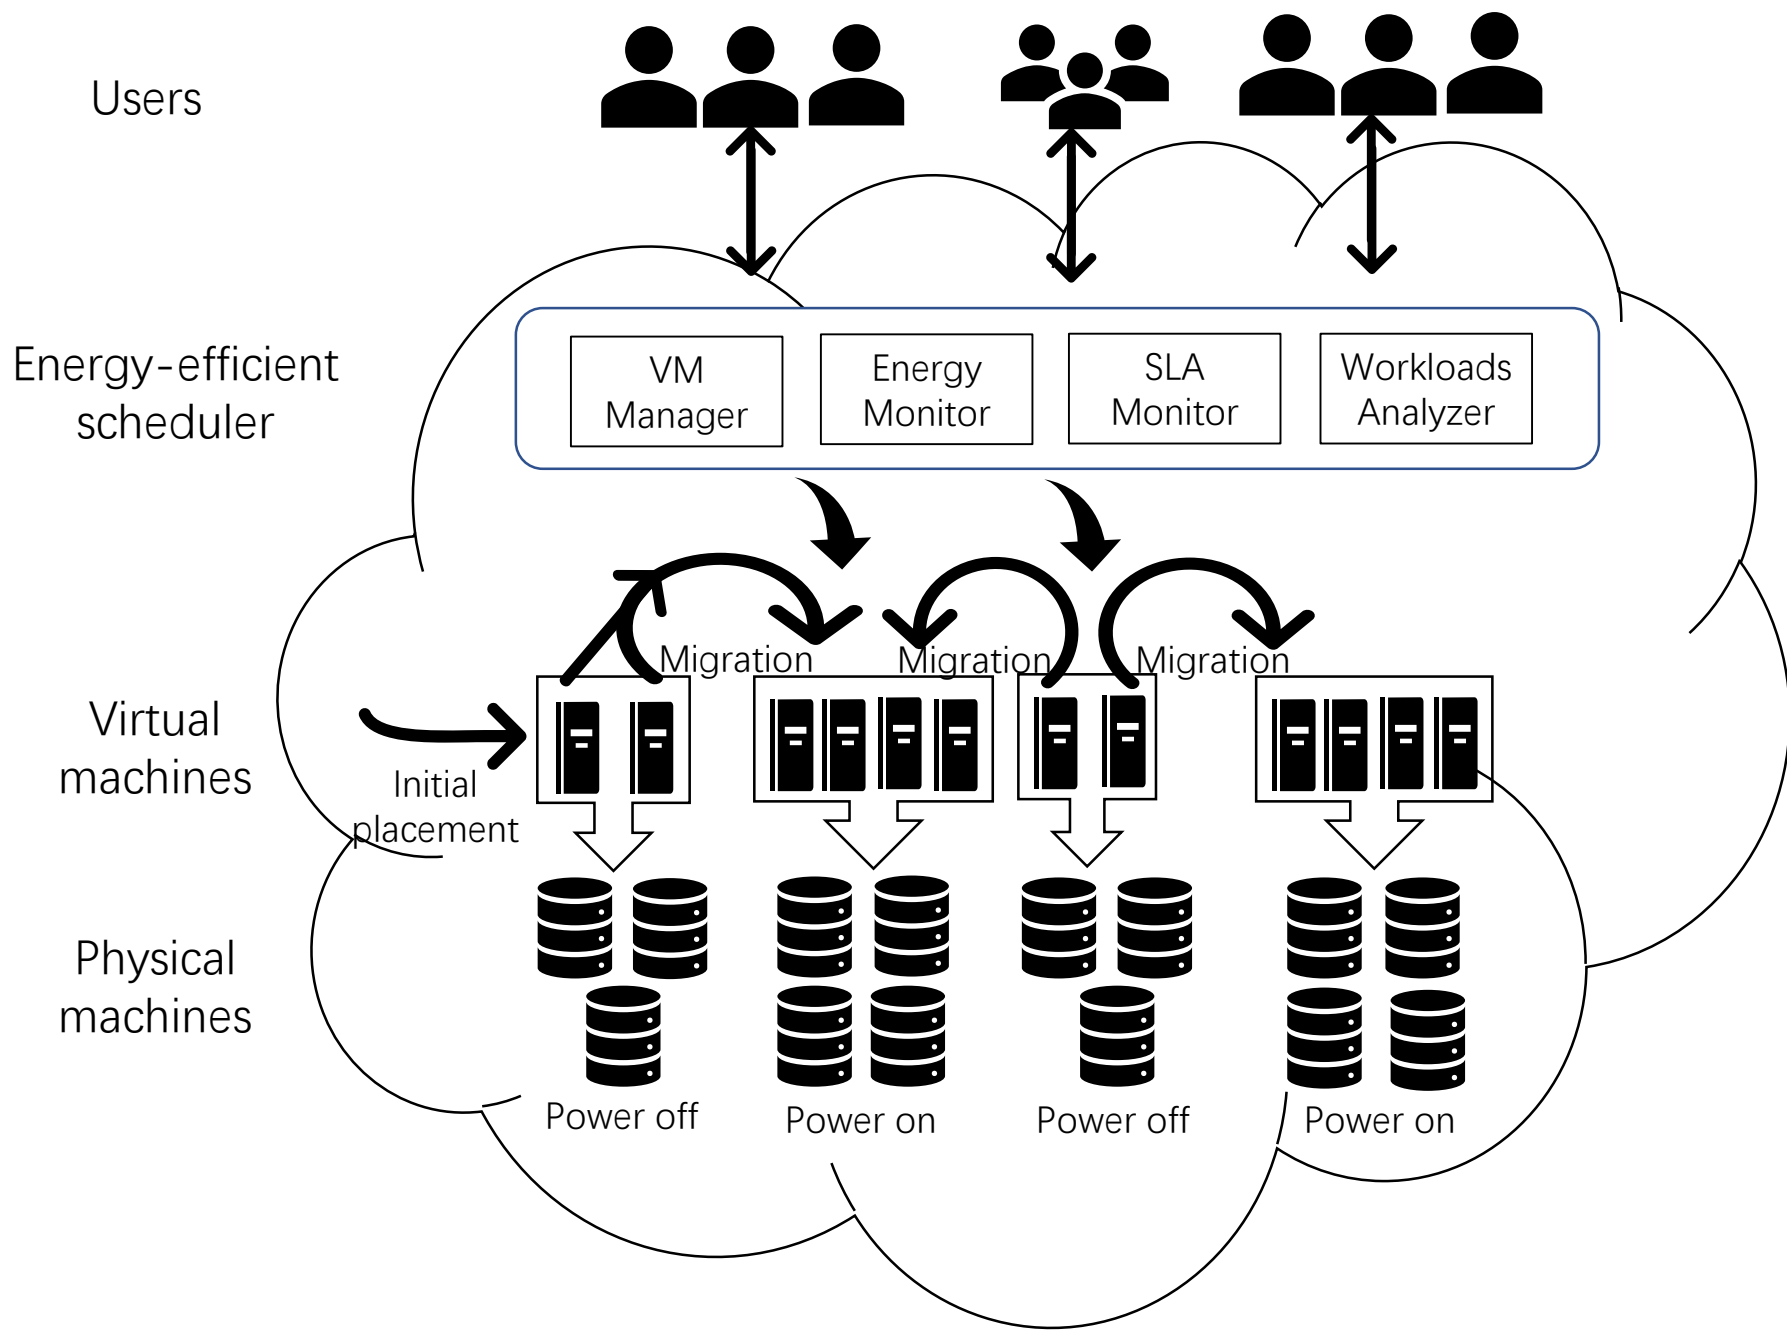 Users
Energy-efficient
scheduler
VM
Manager
Energy
Monitor
SLA
Monitor
Workloads
Analyzer
Migration
Migration
Migration
Virtual
machines
Initial
placement
Physical
machines
Power off
Power on
Power off
Power on